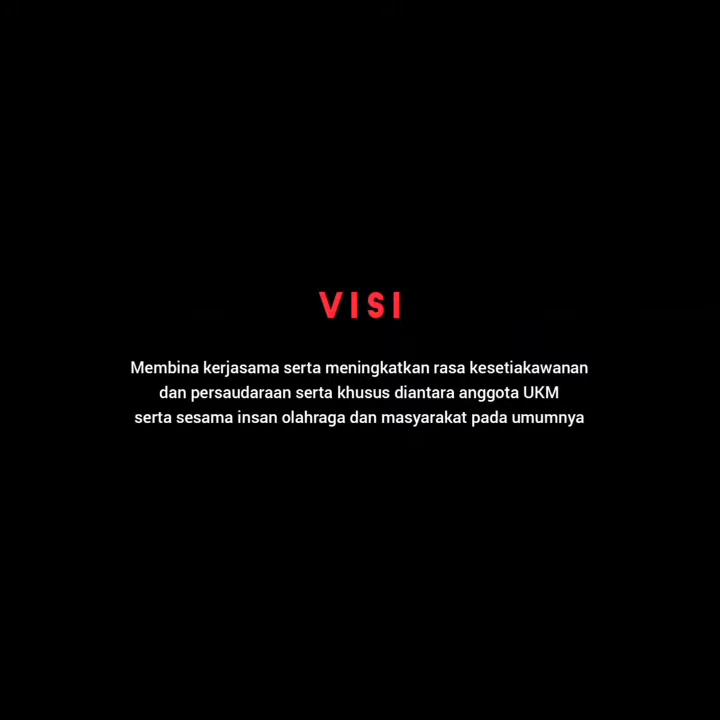 VISI
Membina kerjasama serta meningkatkan rasa kesetiakawanan
dan persaudaraan serta khusus diantara anggota UKM
serta sesama insan olahraga dan masyarakat pada umumnya